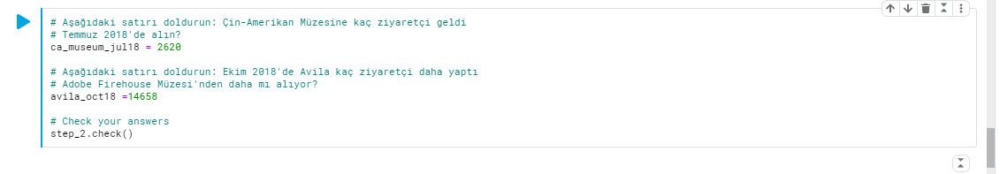 # Aşağıdaki satırı doldurun: Çin-Amerikan Müzesine kaç ziyaretçi geldi
# Temmuz 2018'de alın?
ca_museum_jul18 = 2620
# Aşağıdaki satırı doldurun: Ekim 2018'de Avila kaç ziyaretçi daha yaptı
# Adobe Firehouse Müzesi'nden daha mı alıyor?
avila_oct18 =14658
# Check your answers
step_2.check()